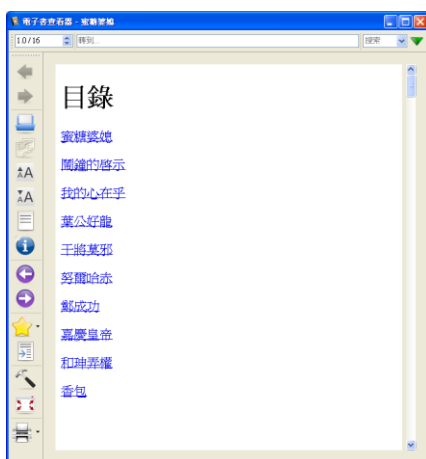 電子書查看器 - 蜜糖婆媳
1.0 / 16
轉到...
搜索
目錄
蜜糖婆媳
鬧鐘的啓示
我的心在乎
葉公好龍
干將莫邪
努爾哈赤
鄭成功
嘉慶皇帝
和珅弄權
香包